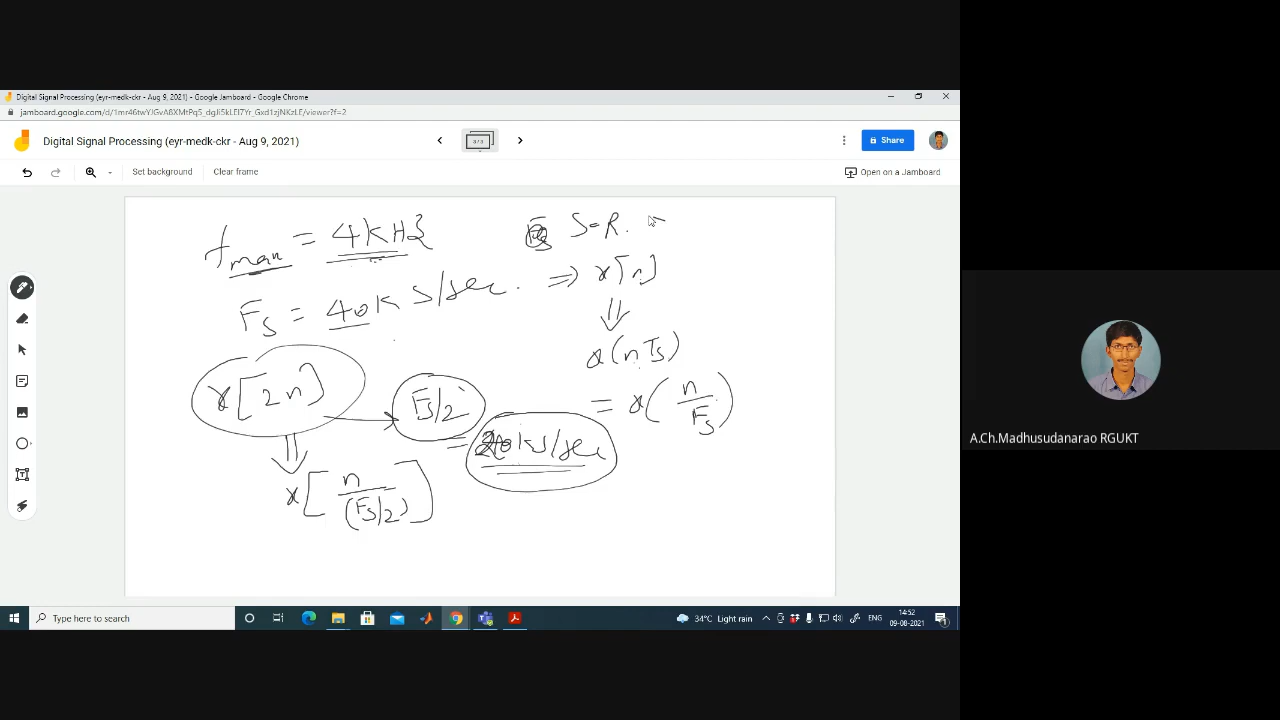 Digital Signal Processing (eyr-medk-ckr - Aug 9, 2021) - Google Jamboard - Google Chrome
Digital Signal Processing (eyr-medk-ckr - Aug 9, 2021)
3 / 3
Share
Set background
Clear frame
Open on a Jamboard
fmax = 4KHz
S-R.
Fs = 40K S/sec. ⇒ x[n]
⇓
x(nTs)
= x(n/Fs)
x[2n] → Fs/2
= 20KS/sec
⇓
x[n/(Fs/2)]
A.Ch.Madhusudanarao RGUKT
Type here to search
34°C Light rain
ENG
14:52
09-08-2021